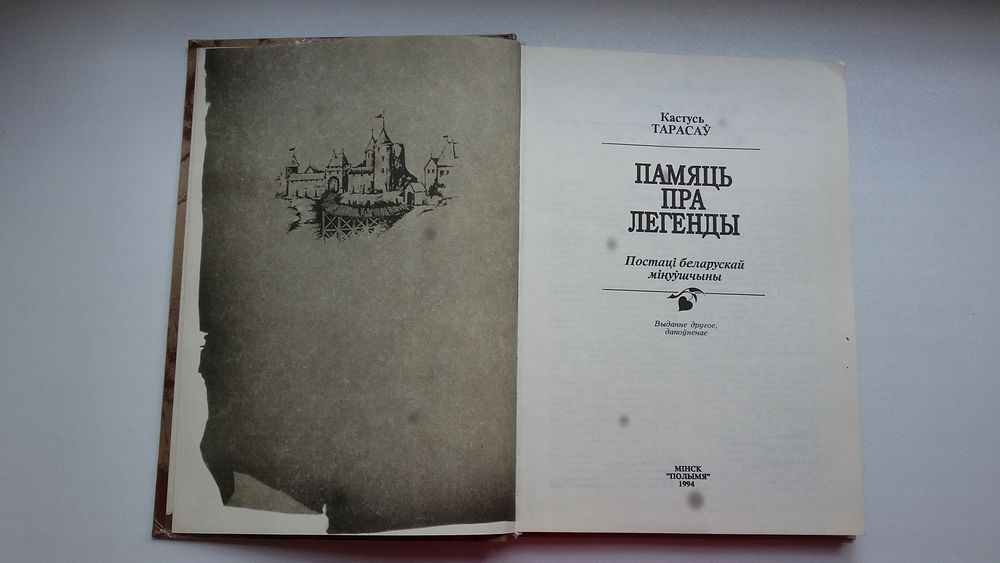 Кастусь
ТАРАСАЎ
ПАМЯЦЬ
ПРА
ЛЕГЕНДЫ
Постаці беларускай
мінуўшчыны
Выданне другое,
дапоўненае
МІНСК
"ПОЛЫМЯ"
1994